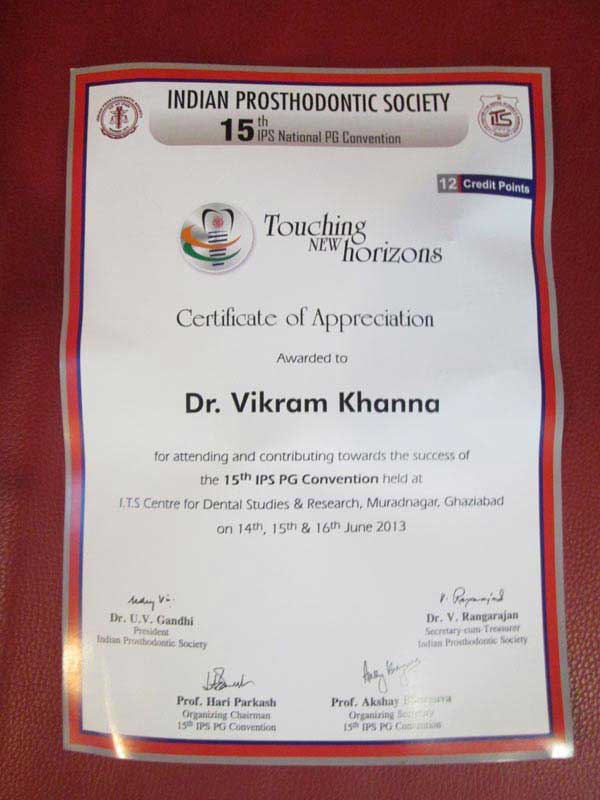 INDIAN PROSTHODONTIC SOCIETY
15th IPS National PG Convention
iTS
12 Credit Points
Touching
NEW horizons
Certificate of Appreciation
Awarded to
Dr. Vikram Khanna
for attending and contributing towards the success of
the 15th IPS PG Convention held at
I.T.S Centre for Dental Studies & Research, Muradnagar, Ghaziabad
on 14th, 15th & 16th June 2013
Dr. U.V. Gandhi
President
Indian Prosthodontic Society
Dr. V. Rangarajan
Secretary-cum-Treasurer
Indian Prosthodontic Society
Prof. Hari Parkash
Organizing Chairman
15th IPS PG Convention
Prof. Akshay Bhargava
Organizing Secretary
15th IPS PG Convention